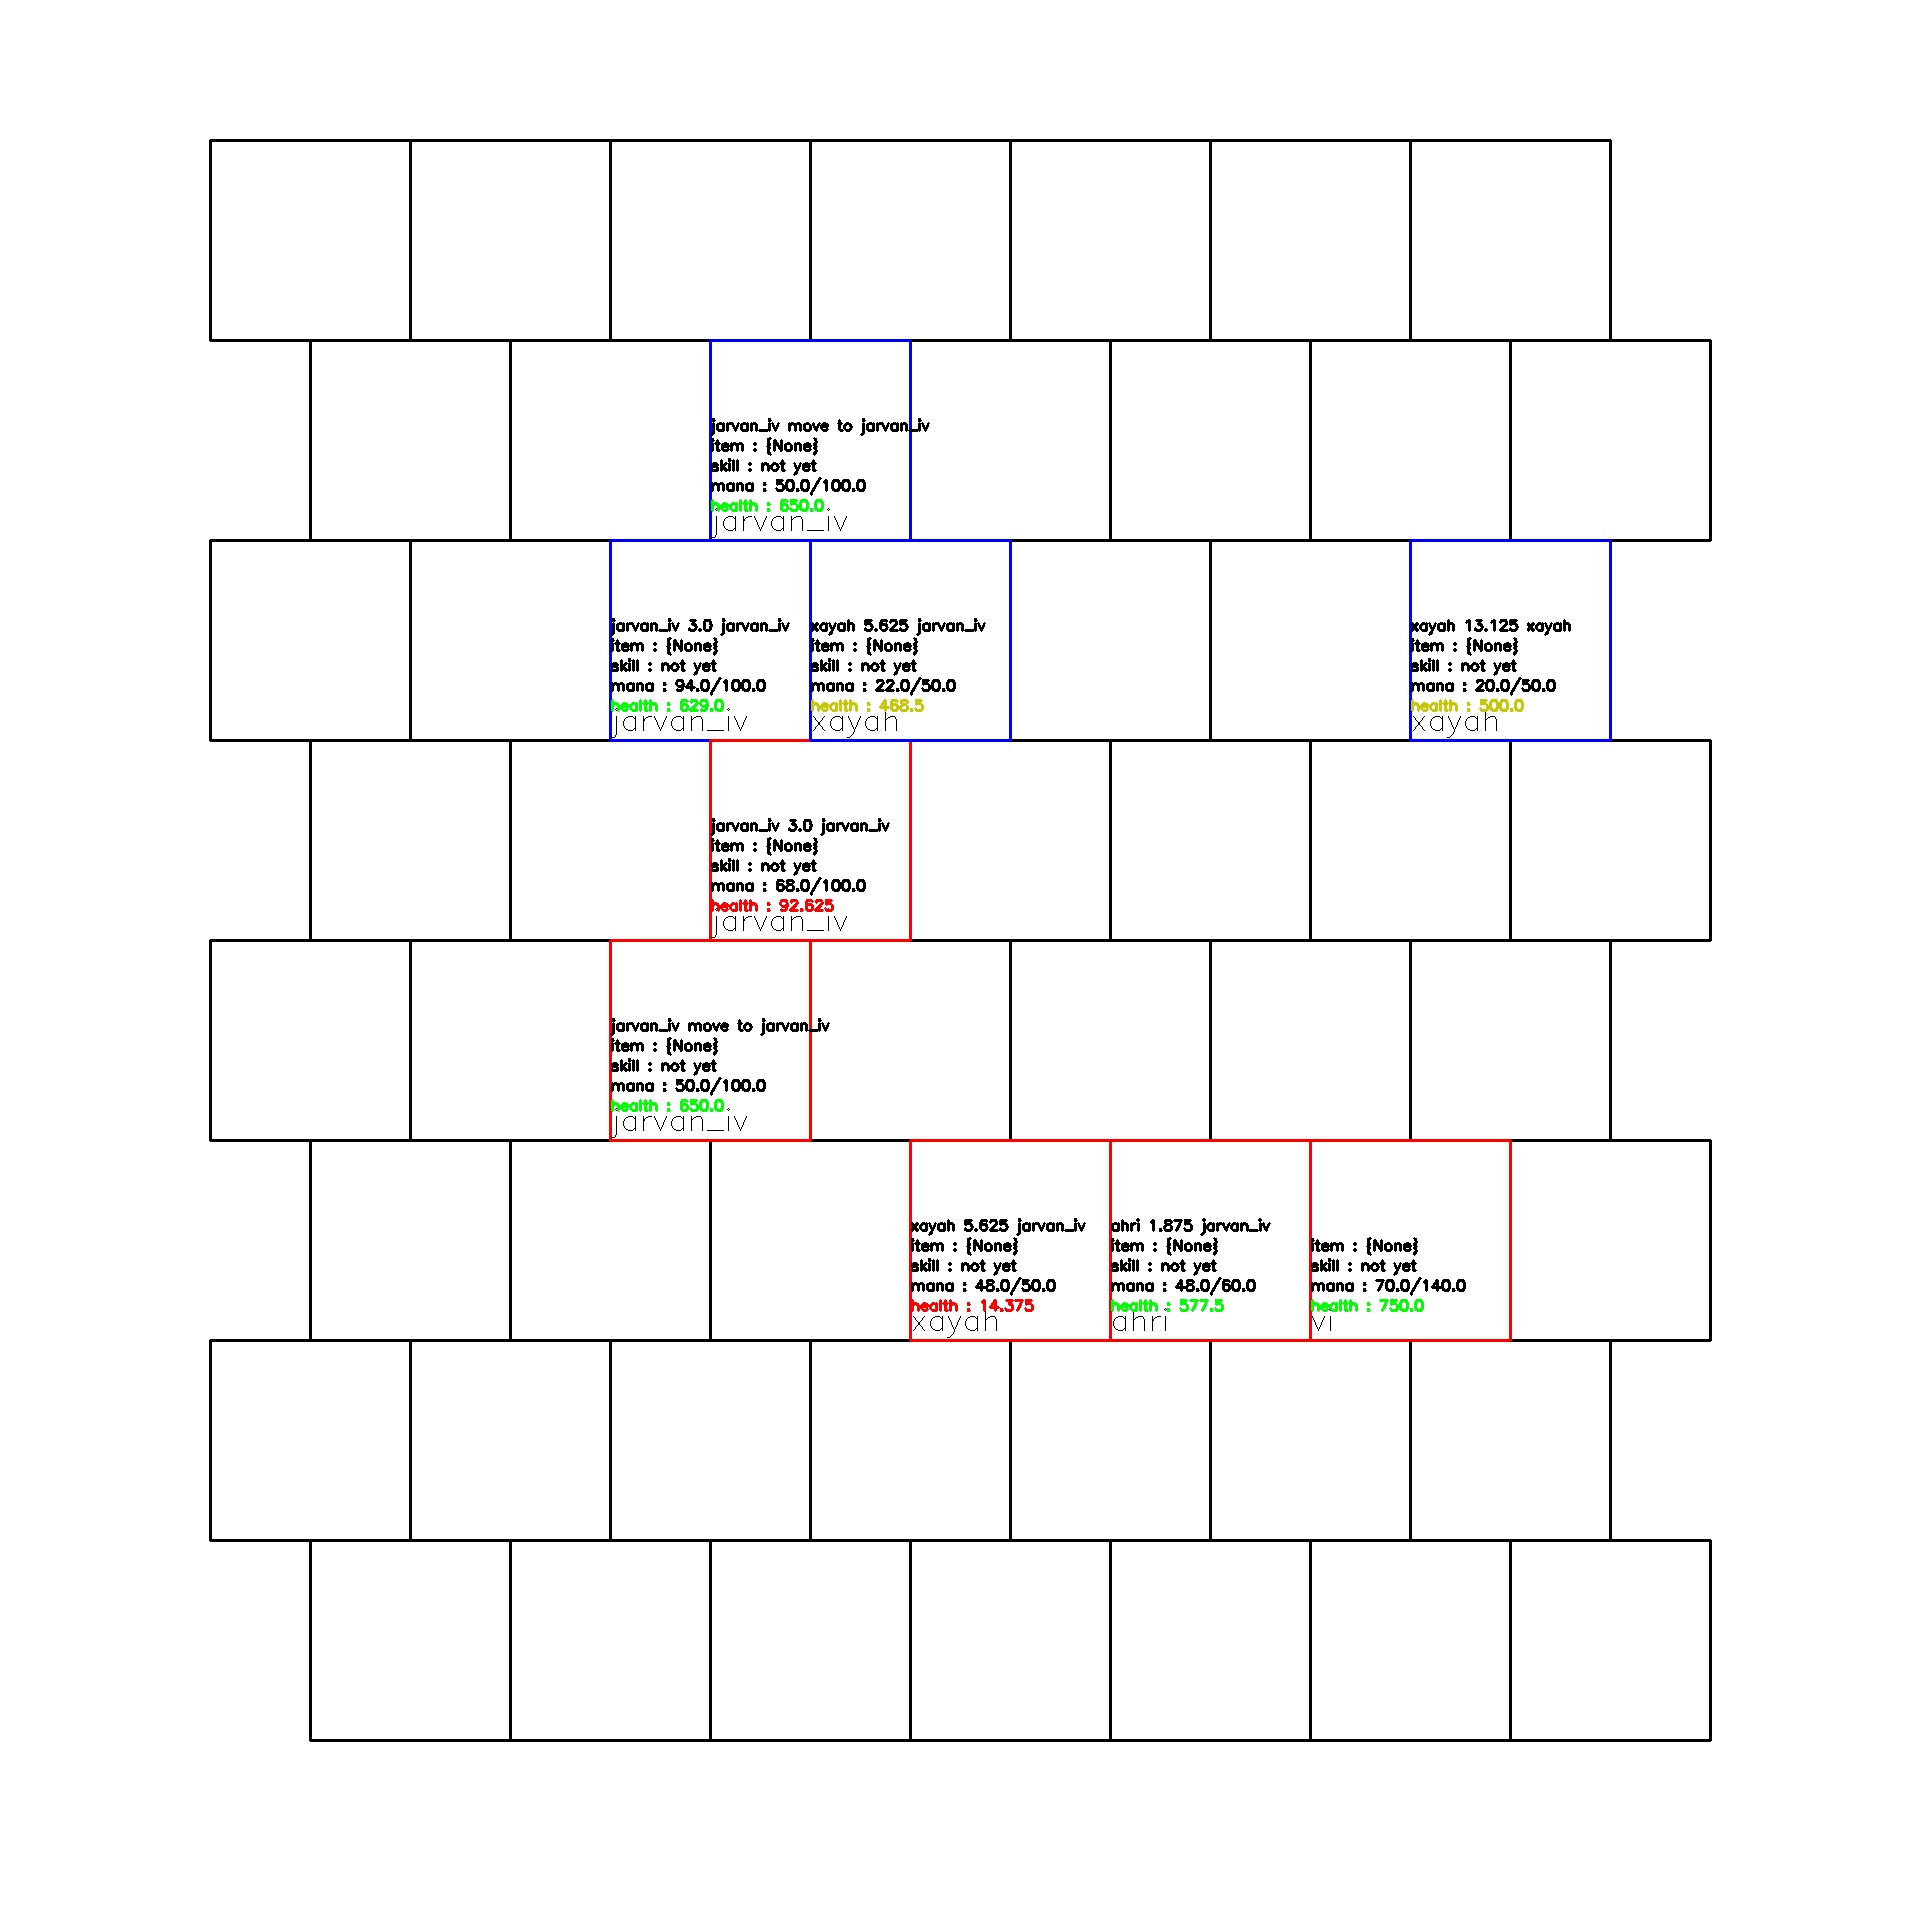 jarvan_iv move to jarvan_iv
item : {None}
skill : not yet
mana : 50.0/100.0
health : 650.0
jarvan_iv
jarvan_iv 3.0 jarvan_iv
item : {None}
skill : not yet
mana : 94.0/100.0
health : 629.0
jarvan_iv
xayah 5.625 jarvan_iv
item : {None}
skill : not yet
mana : 22.0/50.0
health : 468.5
xayah
xayah 13.125 xayah
item : {None}
skill : not yet
mana : 20.0/50.0
health : 500.0
xayah
jarvan_iv 3.0 jarvan_iv
item : {None}
skill : not yet
mana : 68.0/100.0
health : 92.625
jarvan_iv
jarvan_iv move to jarvan_iv
item : {None}
skill : not yet
mana : 50.0/100.0
health : 650.0
jarvan_iv
xayah 5.625 jarvan_iv
item : {None}
skill : not yet
mana : 48.0/50.0
health : 14.375
xayah
ahri 1.875 jarvan_iv
item : {None}
skill : not yet
mana : 48.0/60.0
health : 577.5
ahri
item : {None}
skill : not yet
mana : 70.0/140.0
health : 750.0
vi